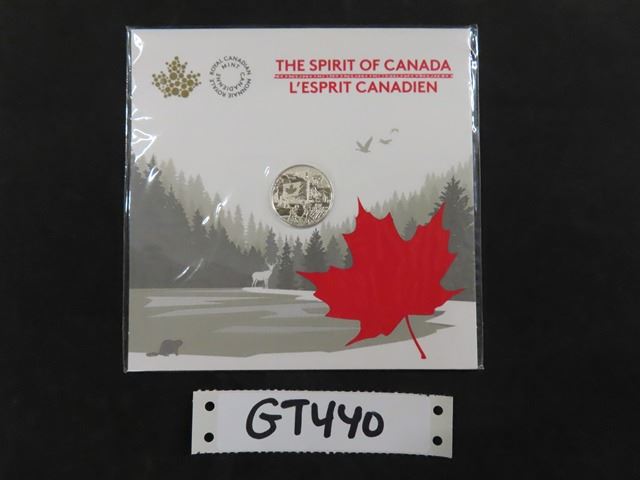 ROYAL CANADIAN MINT
MONNAIE ROYALE CANADIENNE
THE SPIRIT OF CANADA
L'ESPRIT CANADIEN
GT440